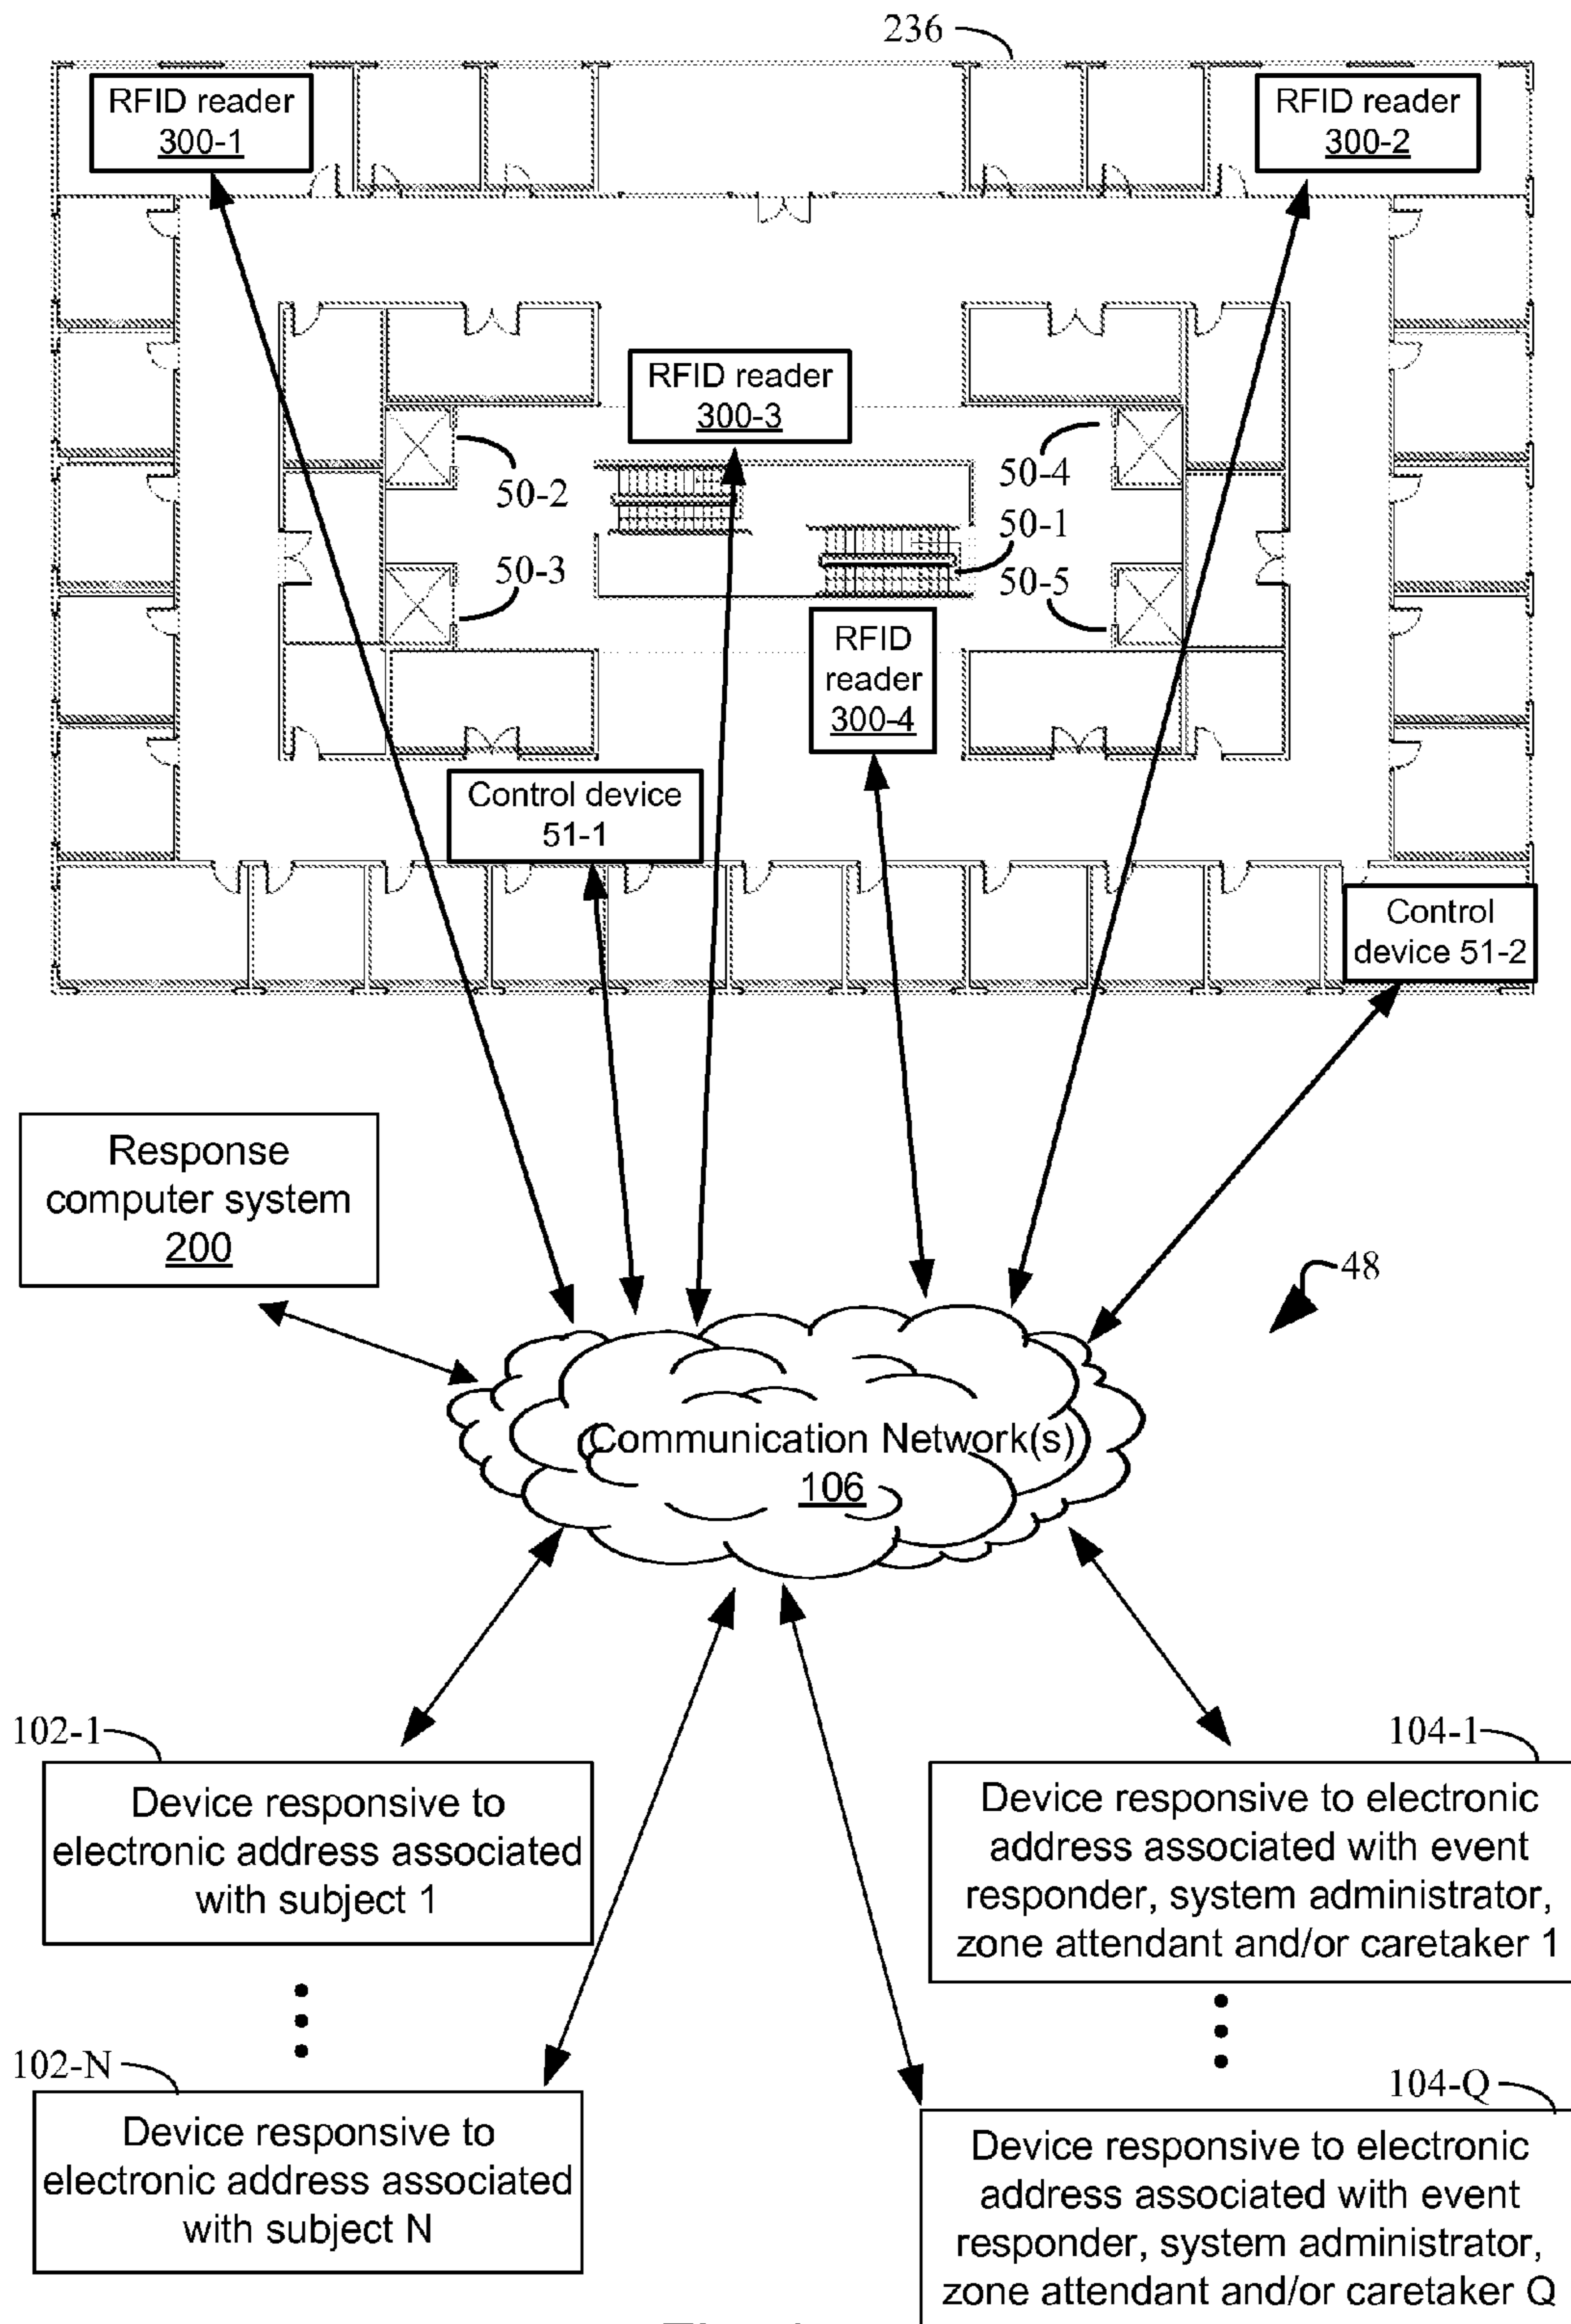 236
RFID reader
300-1
RFID reader
300-2
RFID reader
300-3
50-2
50-4
50-1
50-3
50-5
RFID
reader
300-4
Control device
51-1
Control
device 51-2
Response
computer system
200
48
Communication Network(s)
106
102-1
Device responsive to
electronic address associated
with subject 1
104-1
Device responsive to electronic
address associated with event
responder, system administrator,
zone attendant and/or caretaker 1
102-N
Device responsive to
electronic address associated
with subject N
104-Q
Device responsive to electronic
address associated with event
responder, system administrator,
zone attendant and/or caretaker Q